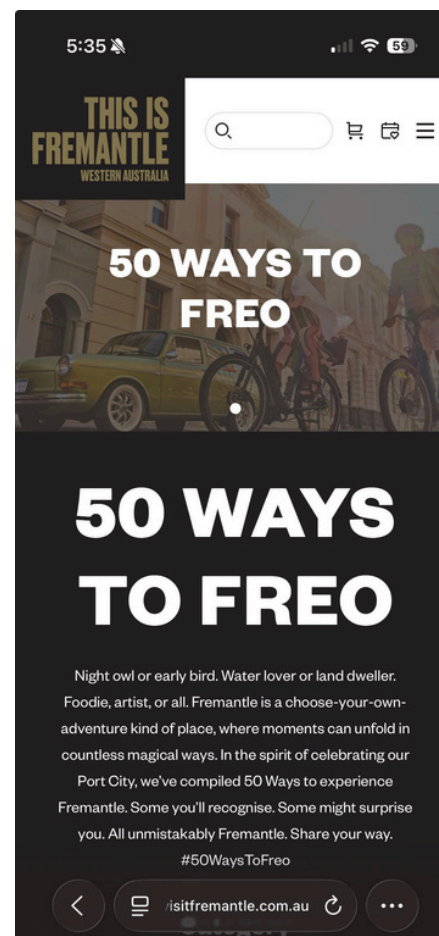 5:35
59
THIS IS
FREMANTLE
WESTERN AUSTRALIA
50 WAYS TO
FREO
50 WAYS
TO FREO
Night owl or early bird. Water lover or land dweller.
Foodie, artist, or all. Fremantle is a choose-your-own-
adventure kind of place, where moments can unfold in
countless magical ways. In the spirit of celebrating our
Port City, we’ve compiled 50 Ways to experience
Fremantle. Some you’ll recognise. Some might surprise
you. All unmistakably Fremantle. Share your way.
#50WaysToFreo
isitfremantle.com.au
Category